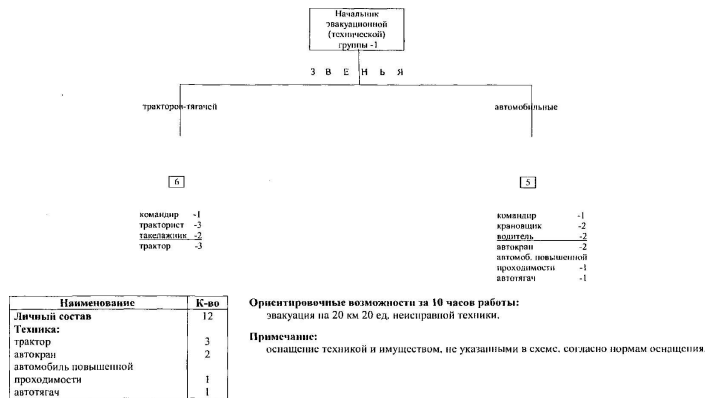 Начальник
эвакуационной
(технической)
группы -1
З В Е Н Ь Я
тракторов-тягачей
автомобильные
6
5
командир -1
тракторист -3
такелажник -2
трактор -3
командир -1
крановщик -2
водитель -2
автокран -2
автомоб. повышенной
проходимости -1
автотягач -1
Наименование К-во
Личный состав 12
Техника:
трактор 3
автокран 2
автомобиль повышенной
проходимости 1
автотягач 1
Ориентировочные возможности за 10 часов работы:
эвакуация на 20 км 20 ед. неисправной техники.
Примечание:
оснащение техникой и имуществом, не указанными в схеме, согласно нормам оснащения.